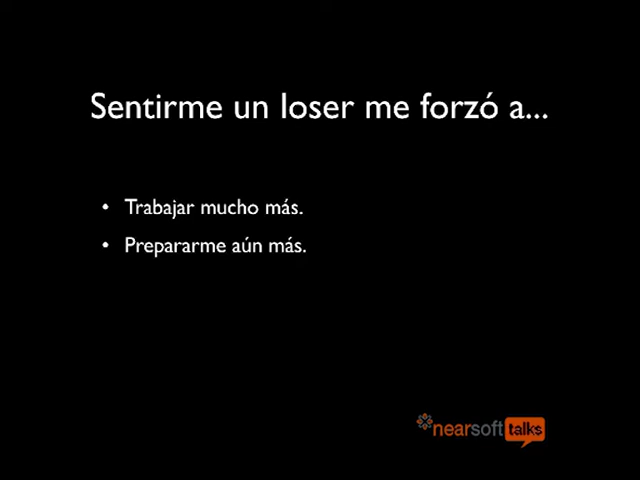 Sentirme un loser me forzó a...
• Trabajar mucho más.
• Prepararme aún más.
nearsoft talks